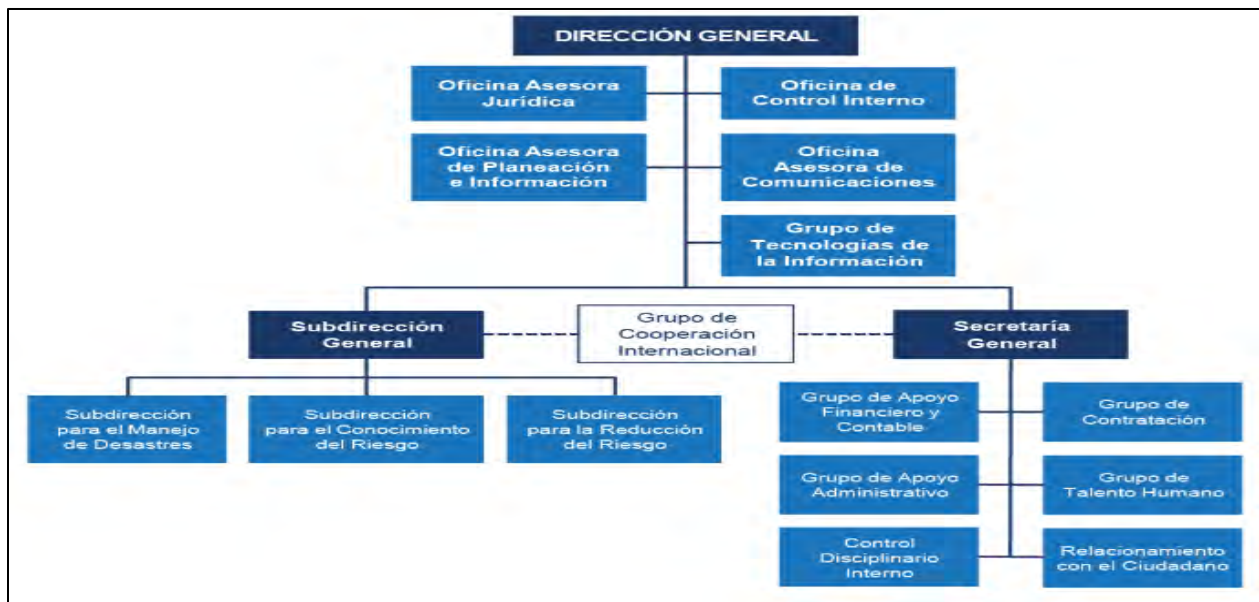 DIRECCIÓN GENERAL
Oficina Asesora
Jurídica
Oficina de
Control Interno
Oficina Asesora
de Planeación
e Información
Oficina
Asesora de
Comunicaciones
Grupo de
Tecnologías de
la Información
Subdirección
General
Grupo de
Cooperación
Internacional
Secretaría
General
Subdirección
para el Manejo
de Desastres
Subdirección
para el Conocimiento
del Riesgo
Subdirección
para la Reducción
del Riesgo
Grupo de Apoyo
Financiero y
Contable
Grupo de
Contratación
Grupo de Apoyo
Administrativo
Grupo de
Talento Humano
Control
Disciplinario
Interno
Relacionamiento
con el Ciudadano